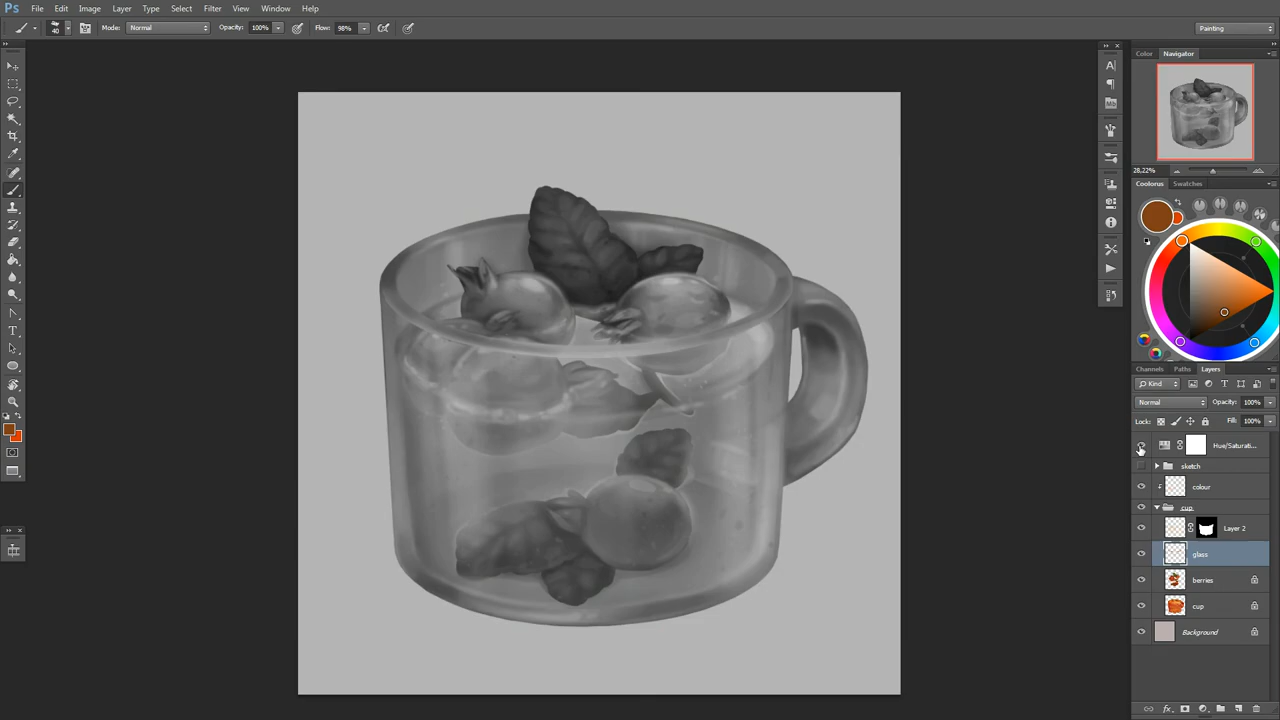 Ps File Edit Image Layer Type Select Filter View Window Help
40 Mode: Normal Opacity: 100% Flow: 98% Painting
Color Navigator
28,22%
Coloorus Swatches
Channels Paths Layers
Kind
Normal Opacity: 100%
Lock: Fill: 100%
Hue/Saturati...
sketch
colour
cup
Layer 2
glass
berries
cup
Background